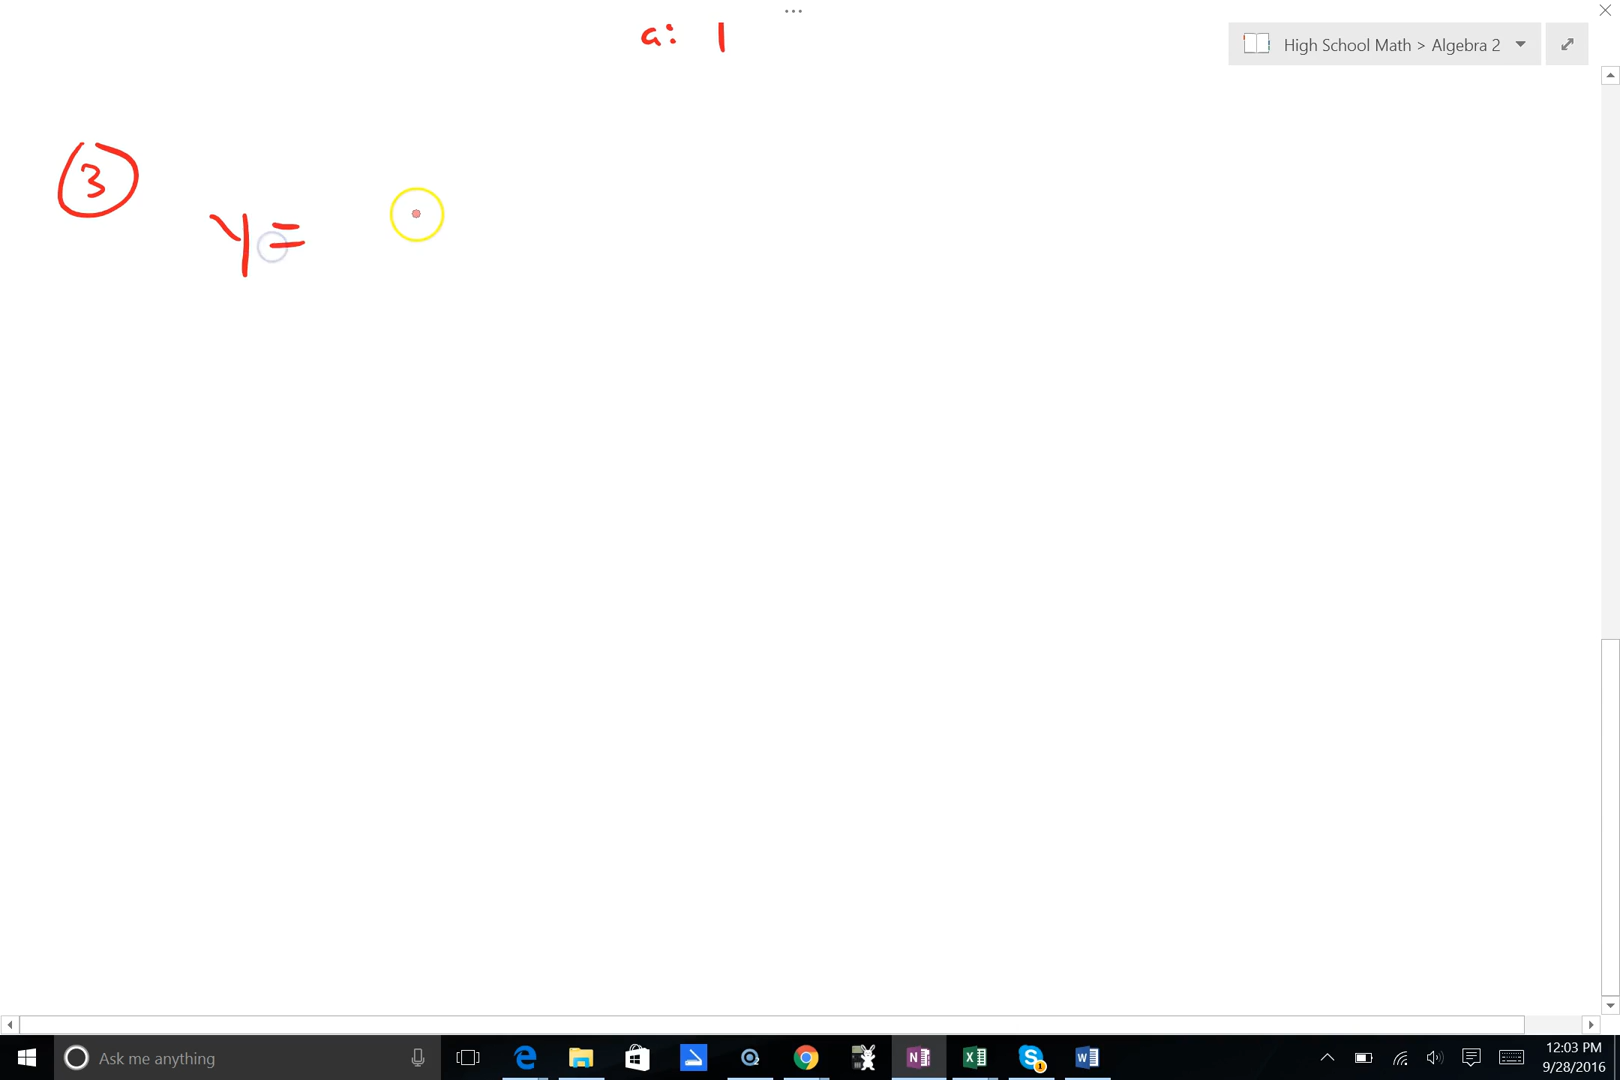 a: 1
High School Math > Algebra 2
3
y =
Ask me anything
12:03 PM
9/28/2016